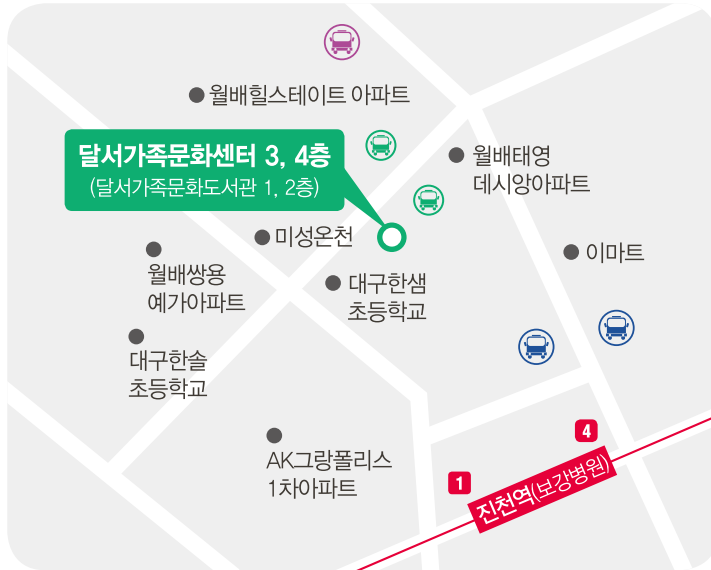 월배힐스테이트 아파트
달서가족문화센터 3, 4층
(달서가족문화도서관 1, 2층)
월배태영
데시앙아파트
미성온천
이마트
월배쌍용
예가아파트
대구한샘
초등학교
대구한솔
초등학교
AK그랑폴리스
1차아파트
4
1
진천역(보강병원)